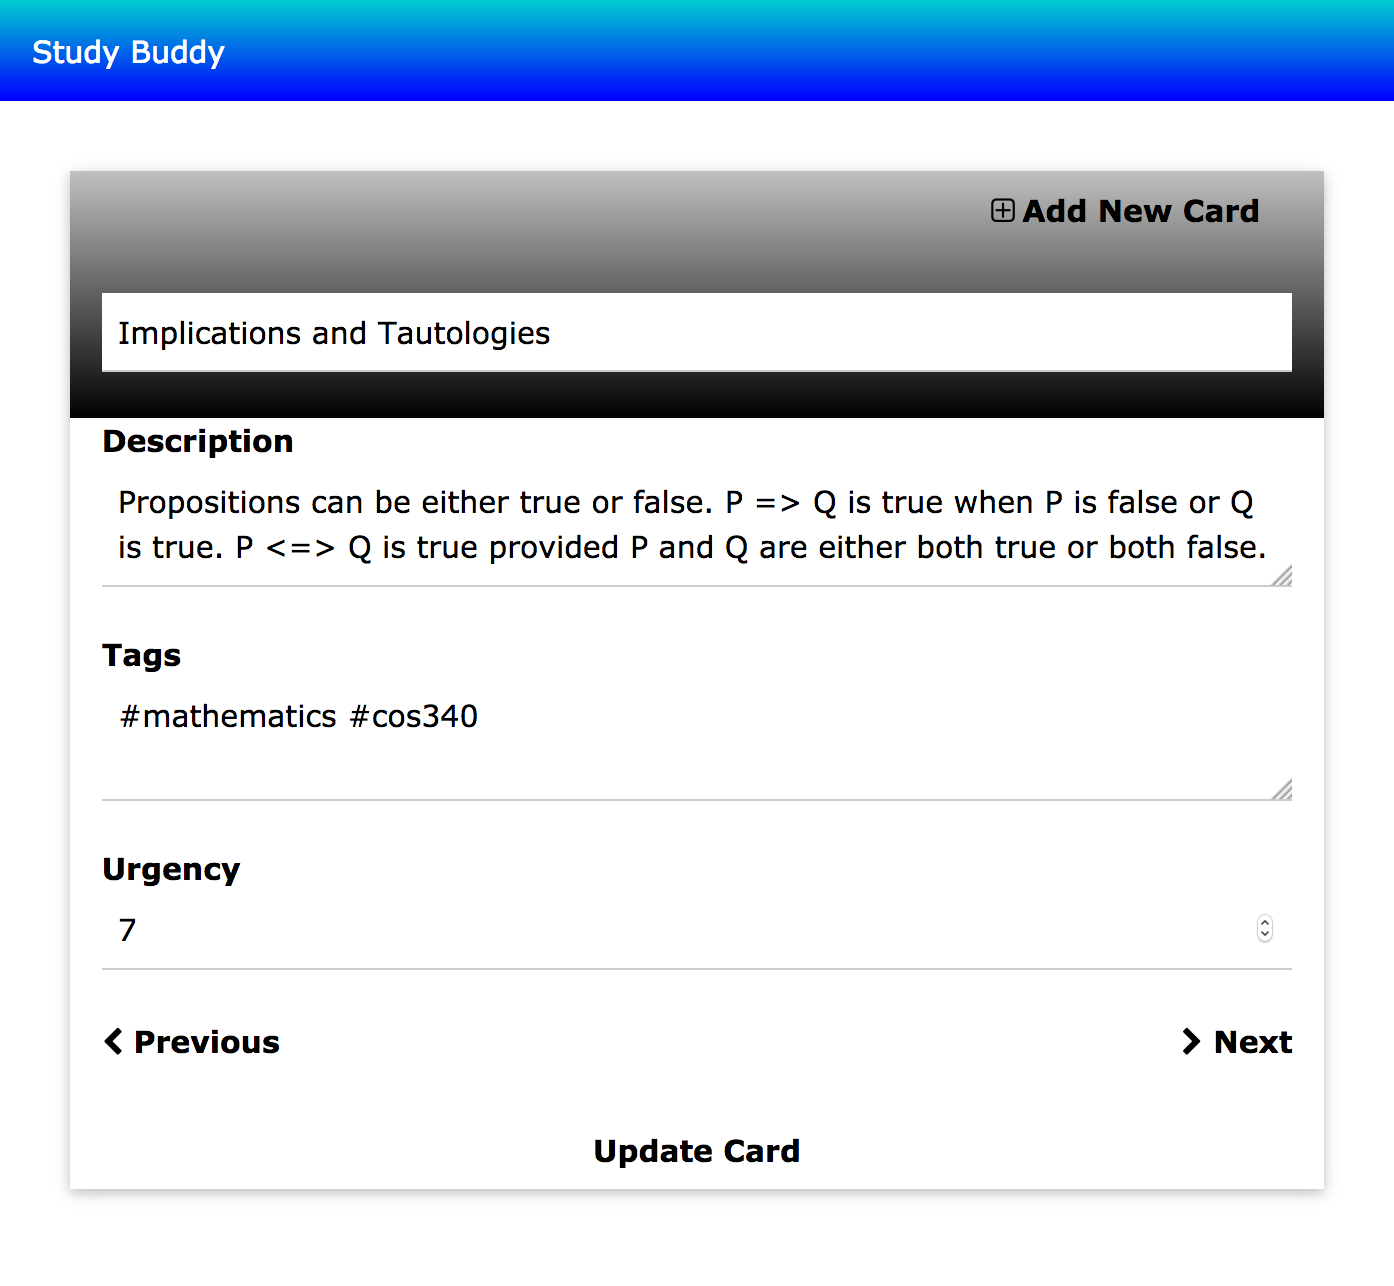 Study Buddy
Add New Card
Implications and Tautologies
Description
Propositions can be either true or false. P => Q is true when P is false or Q
is true. P <=> Q is true provided P and Q are either both true or both false.
Tags
#mathematics #cos340
Urgency
7
Previous
Next
Update Card